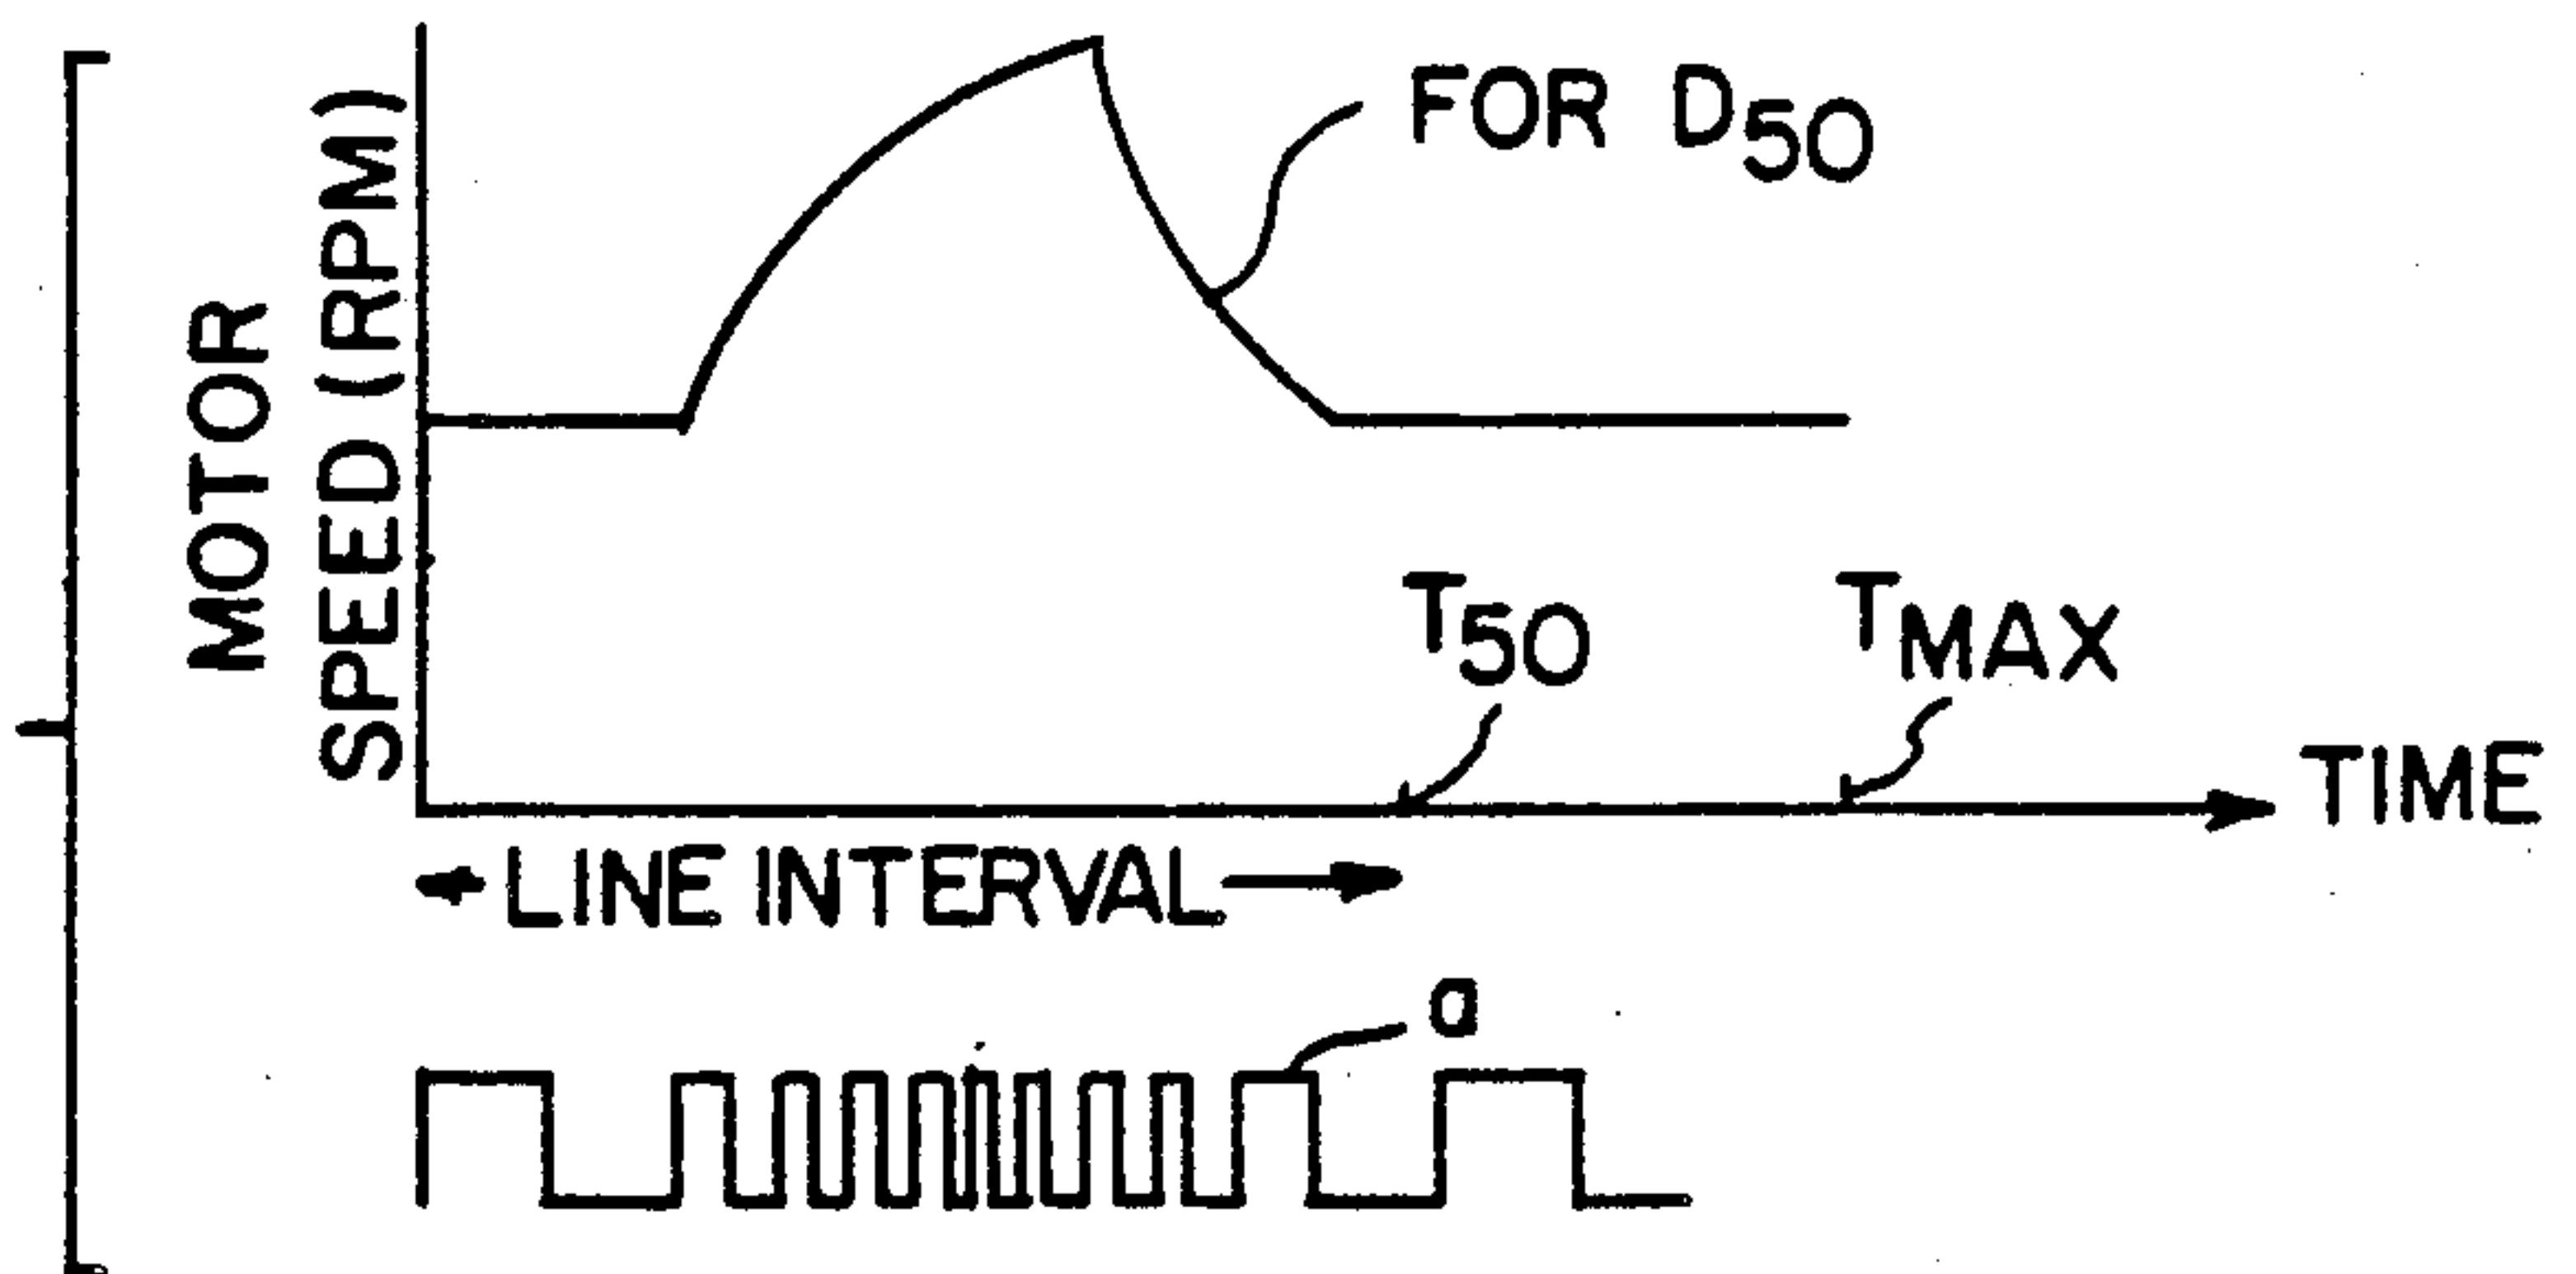 MOTOR
SPEED (RPM)
FOR D50
T50
TMAX
TIME
LINE INTERVAL
a